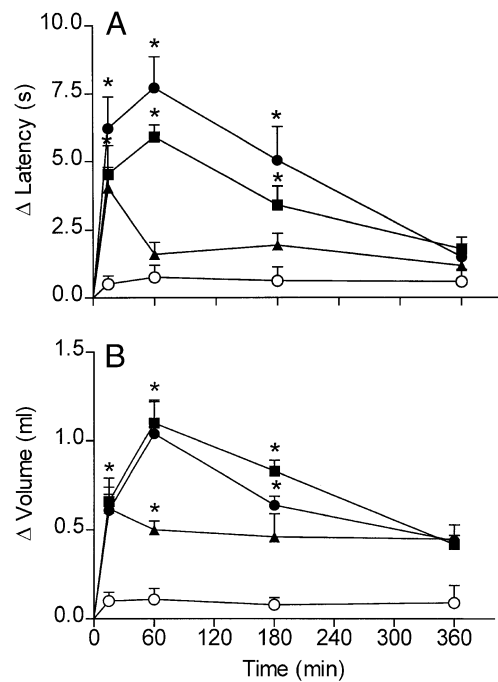 A
10.0
7.5
5.0
2.5
0.0
Δ Latency (s)
* * * * * *
B
1.5
1.0
0.5
0.0
Δ Volume (ml)
* * * * *
0 60 120 180 240 300 360
Time (min)